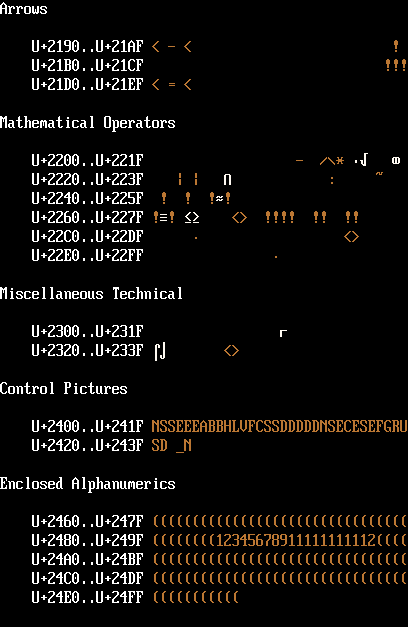 Arrows
U+2190..U+21AF < - <                         !
U+21B0..U+21CF                              !!!
U+21D0..U+21EF < = <
Mathematical Operators
U+2200..U+221F                   -  /\* ∙√   ∞
U+2220..U+223F    | |   ∩            :     ~
U+2240..U+225F  !  !  !≈!
U+2260..U+227F !≡! ≤≥    <>  !!!!  !!  !!
U+22C0..U+22DF      ·                  <>
U+22E0..U+22FF                ·
Miscellaneous Technical
U+2300..U+231F                 ⌐
U+2320..U+233F ⌠⌡       <>
Control Pictures
U+2400..U+241F NSSEEEABBHLVFCSSDDDDDNSECESEFGRU
U+2420..U+243F SD _N
Enclosed Alphanumerics
U+2460..U+247F ((((((((((((((((((((((((((((((((
U+2480..U+249F ((((((((12345678911111111112((((
U+24A0..U+24BF ((((((((((((((((((((((((((((((((
U+24C0..U+24DF ((((((((((((((((((((((((((((((((
U+24E0..U+24FF (((((((((((